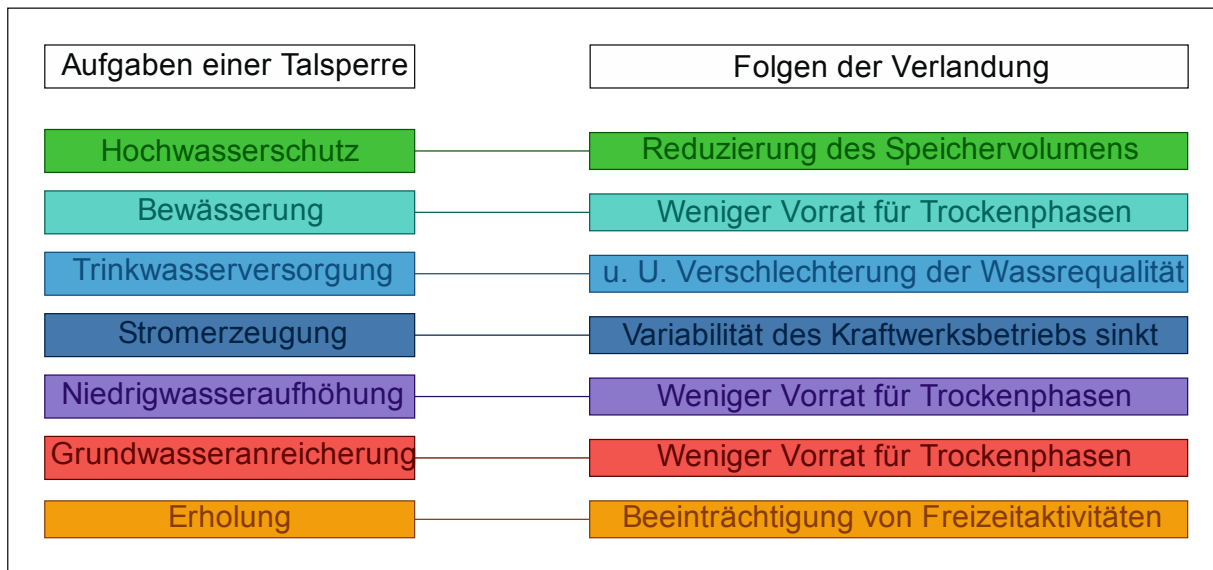 Aufgaben einer Talsperre
Folgen der Verlandung
Hochwasserschutz
Reduzierung des Speichervolumens
Bewässerung
Weniger Vorrat für Trockenphasen
Trinkwasserversorgung
u. U. Verschlechterung der Wassrequalität
Stromerzeugung
Variabilität des Kraftwerksbetriebs sinkt
Niedrigwasseraufhöhung
Weniger Vorrat für Trockenphasen
Grundwasseranreicherung
Weniger Vorrat für Trockenphasen
Erholung
Beeinträchtigung von Freizeitaktivitäten